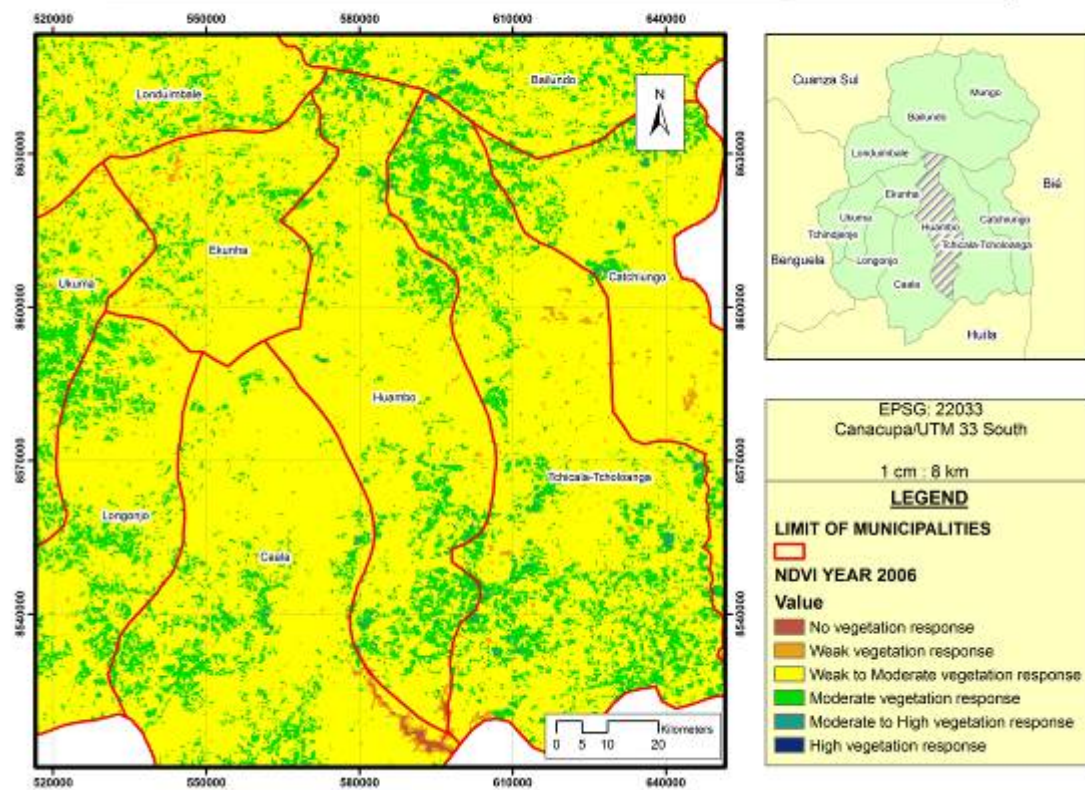 520000 550000 580000 610000 640000
Bailundo
Londuimbale
N
8630000 8630000
Ekunha
Ukuma
Catchiungo
8600000 8600000
Huambo
8570000 8570000
Tchicala-Tcholoanga
Longonjo
Caala
8540000 8540000
Kilometers
0 5 10 20
520000 550000 580000 610000 640000
Cuanza Sul
Mungo
Bailundo
Londuimbale
Bié
Ekunha
Ukuma
Catchiungo
Huambo
Tchindjenje
Tchicala-Tcholoanga
Benguela
Longonjo
Caala
Huila
EPSG: 22033
Canacupa/UTM 33 South
1 cm : 8 km
LEGEND
LIMIT OF MUNICIPALITIES
NDVI YEAR 2006
Value
No vegetation response
Weak vegetation response
Weak to Moderate vegetation response
Moderate vegetation response
Moderate to High vegetation response
High vegetation response